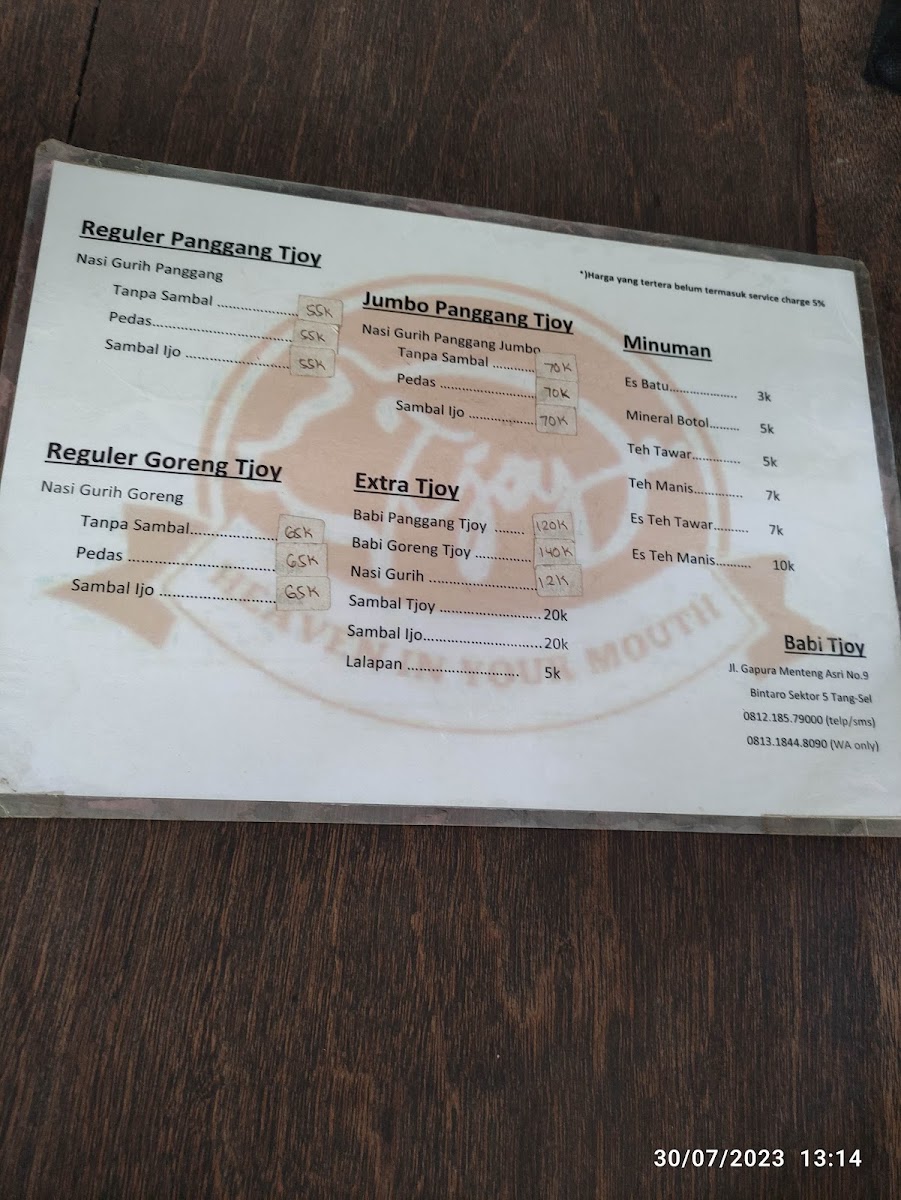 Reguler Panggang Tjoy
Nasi Gurih Panggang
Tanpa Sambal ........................ 55K
Pedas................................. 55K
Sambal Ijo ........................ 55K
Reguler Goreng Tjoy
Nasi Gurih Goreng
Tanpa Sambal..................... 65K
Pedas .............................. 65K
Sambal Ijo ........................ 65K
Jumbo Panggang Tjoy
Nasi Gurih Panggang Jumbo
Tanpa Sambal ............ 70K
Pedas ........................ 70K
Sambal Ijo ................. 70K
Extra Tjoy
Babi Panggang Tjoy ....... 120K
Babi Goreng Tjoy .............. 140K
Nasi Gurih ........................ 12K
Sambal Tjoy ........................ 20k
Sambal Ijo............................ 20k
Lalapan ............................ 5k
*)Harga yang tertera belum termasuk service charge 5%
Minuman
Es Batu................ 3k
Mineral Botol........ 5k
Teh Tawar............. 5k
Teh Manis............. 7k
Es Teh Tawar......... 7k
Es Teh Manis......... 10k
Tjoy
HEAVEN IN YOUR MOUTH
Babi Tjoy
Jl. Gapura Menteng Asri No.9
Bintaro Sektor 5 Tang-Sel
0812.185.79000 (telp/sms)
0813.1844.8090 (WA only)
30/07/2023 13:14